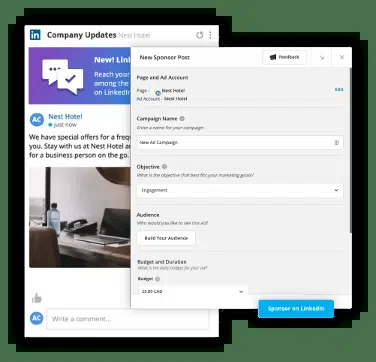 in Company Updates Nest Hotel
New! Link
Reach your
among the
on LinkedIn
AC Nest Hotel
just now
We have special offers for a freq
you. Stay with us at Nest Hotel an
for a business person on the go.
AC Write a comment...
New Sponsor Post
Feedback
Page and Ad Account
Page - Nest Hotel
Edit
Ad Account - Nest Hotel
Campaign Name
Enter a name for your campaign
New Ad Campaign
Objective
What is the objective that best fits your marketing goals?
Engagement
Audience
Who would you like to see this ad?
Build Your Audience
Budget and Duration
What is the daily budget for your ad?
Budget
25.00 CAD
Sponsor on LinkedIn